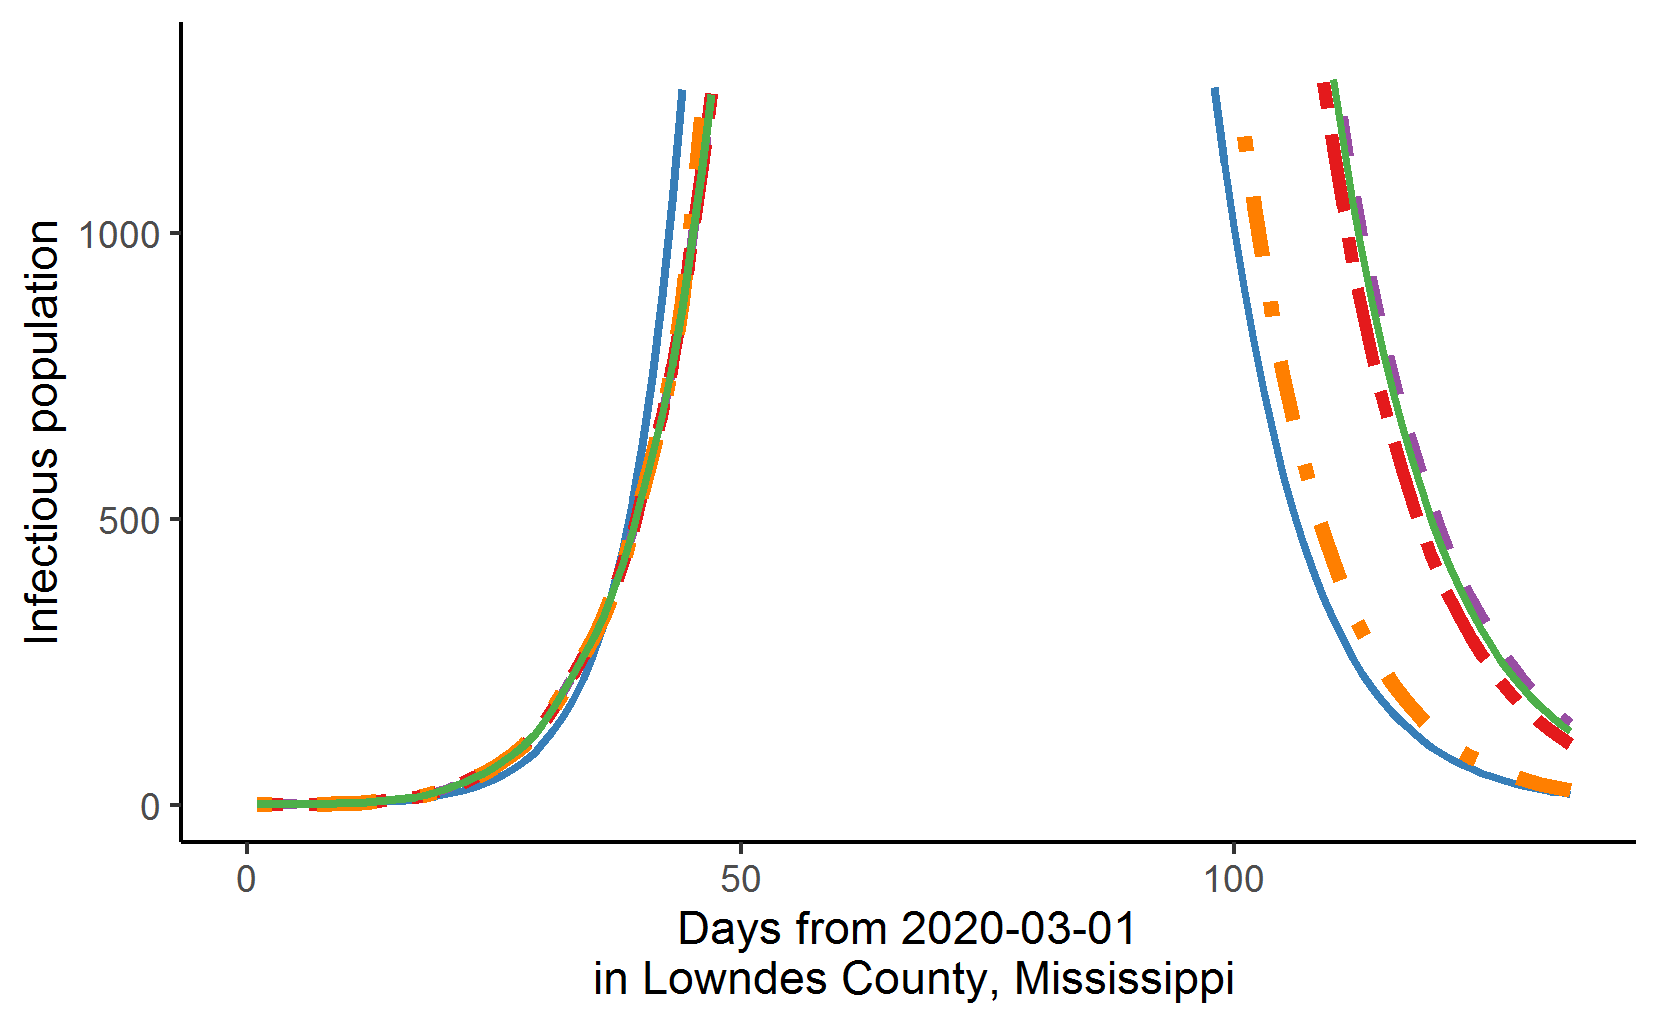 Infectious population
1000
500
0
0
50
100
Days from 2020-03-01
in Lowndes County, Mississippi